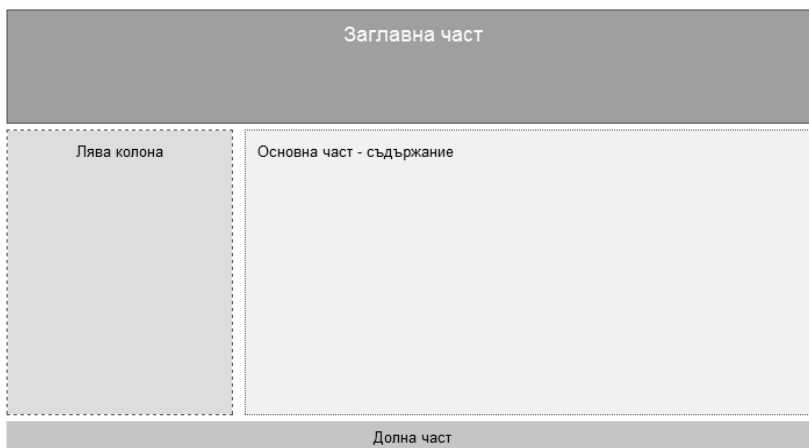 Заглавна част
Лява колона
Основна част - съдържание
Долна част